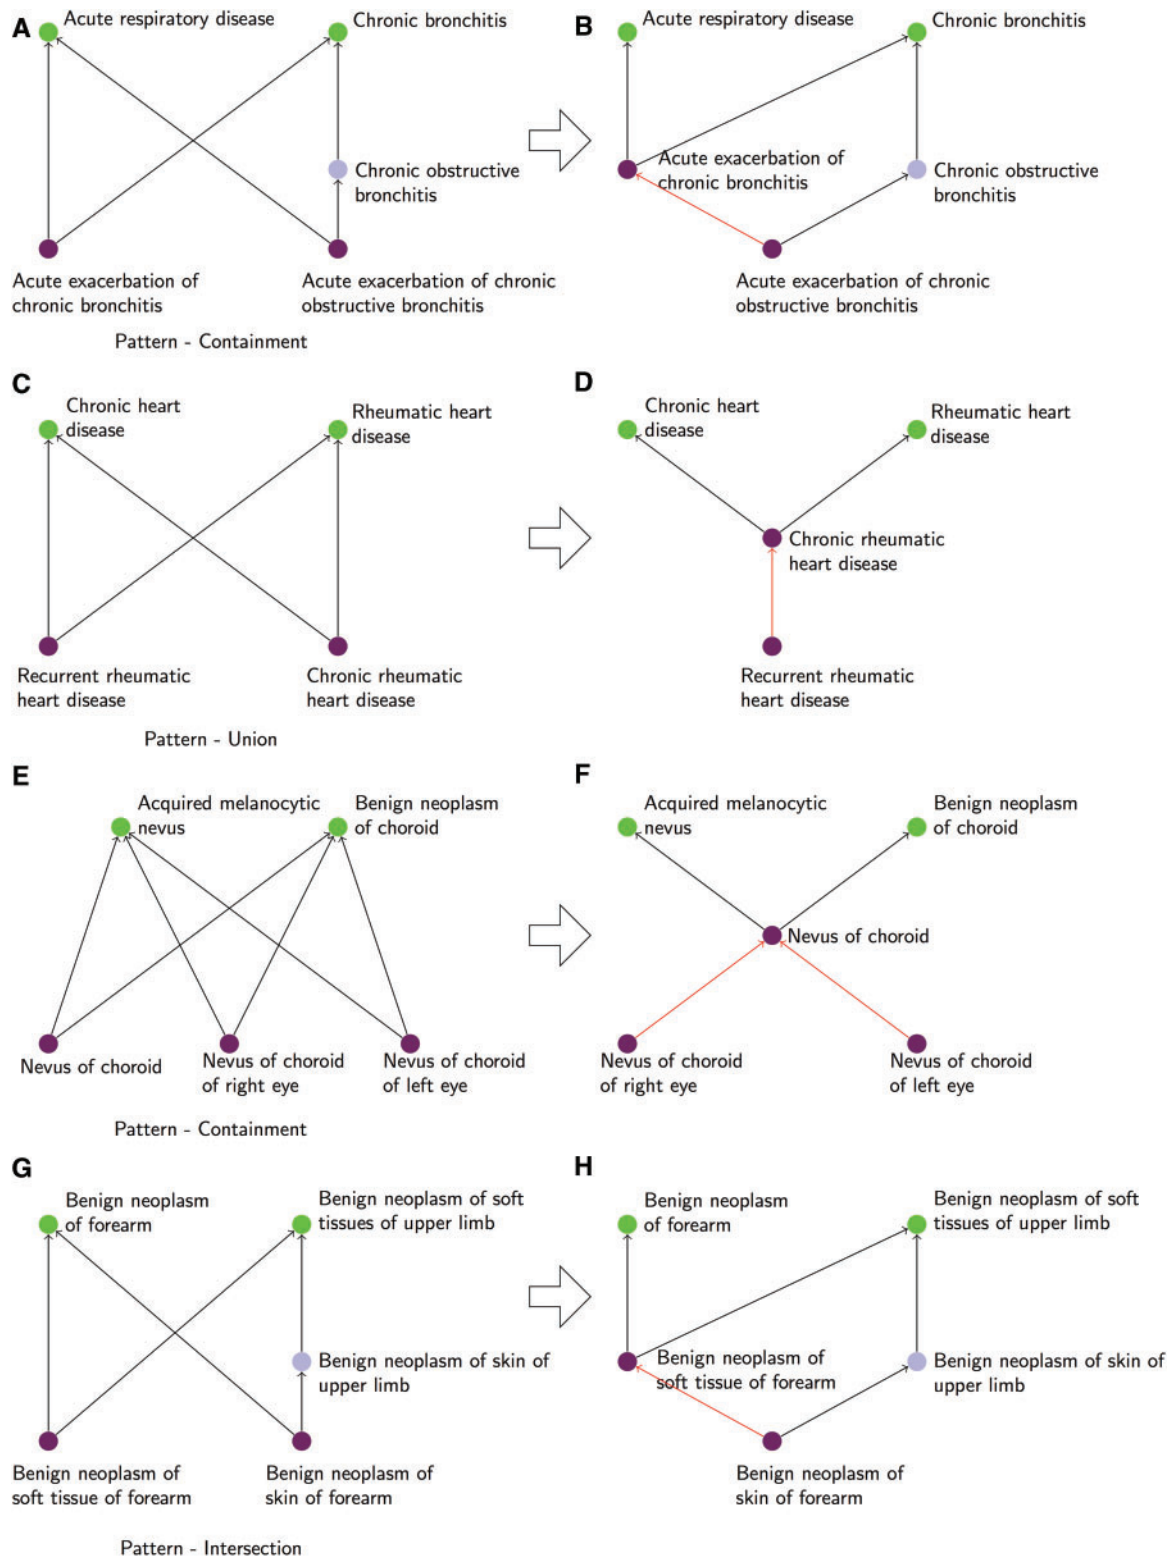 A
Acute respiratory disease
Chronic bronchitis
Chronic obstructive
bronchitis
Acute exacerbation of
chronic bronchitis
Acute exacerbation of chronic
obstructive bronchitis
Pattern - Containment
B
Acute respiratory disease
Chronic bronchitis
Acute exacerbation of
chronic bronchitis
Chronic obstructive
bronchitis
Acute exacerbation of chronic
obstructive bronchitis
C
Chronic heart
disease
Rheumatic heart
disease
Recurrent rheumatic
heart disease
Chronic rheumatic
heart disease
Pattern - Union
D
Chronic heart
disease
Rheumatic heart
disease
Chronic rheumatic
heart disease
Recurrent rheumatic
heart disease
E
Acquired melanocytic
nevus
Benign neoplasm
of choroid
Nevus of choroid
Nevus of choroid
of right eye
Nevus of choroid
of left eye
Pattern - Containment
F
Acquired melanocytic
nevus
Benign neoplasm
of choroid
Nevus of choroid
Nevus of choroid
of right eye
Nevus of choroid
of left eye
G
Benign neoplasm
of forearm
Benign neoplasm of soft
tissues of upper limb
Benign neoplasm of skin of
upper limb
Benign neoplasm of
soft tissue of forearm
Benign neoplasm of
skin of forearm
Pattern - Intersection
H
Benign neoplasm
of forearm
Benign neoplasm of soft
tissues of upper limb
Benign neoplasm of
soft tissue of forearm
Benign neoplasm of skin of
upper limb
Benign neoplasm of
skin of forearm